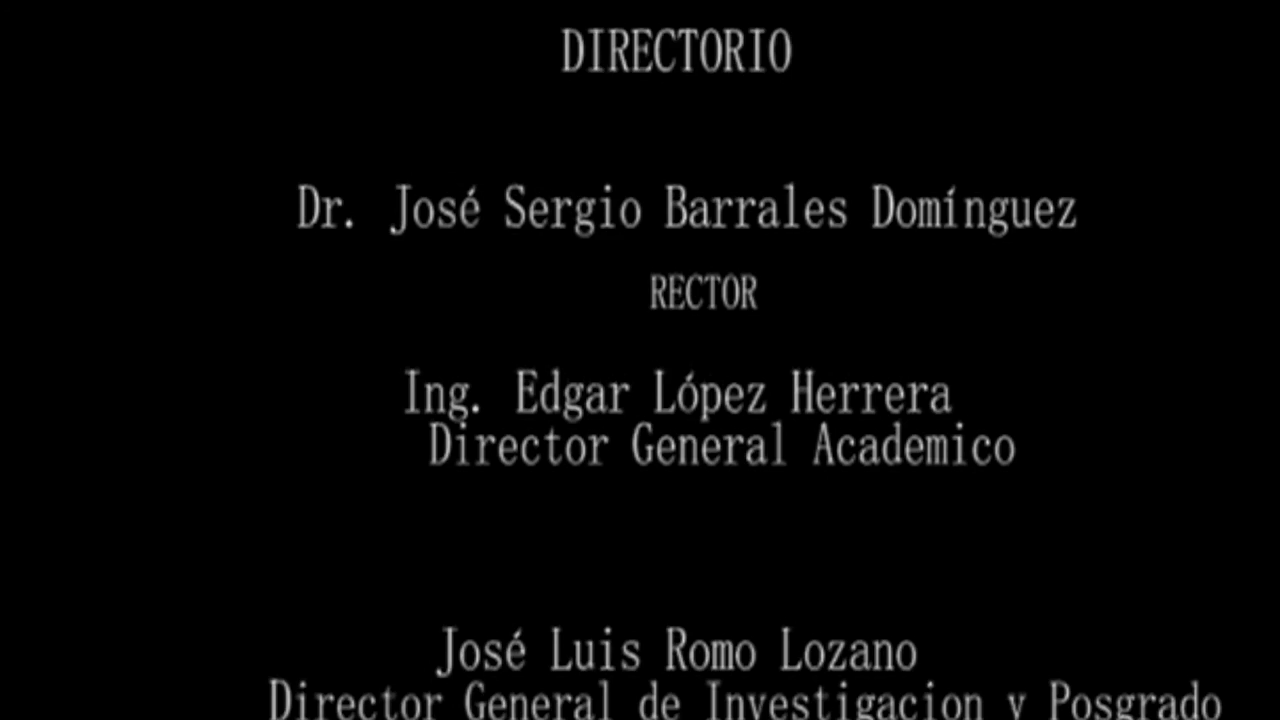 DIRECTORIO
Dr. José Sergio Barrales Domínguez
RECTOR
Ing. Edgar López Herrera
Director General Academico
José Luis Romo Lozano
Director General de Investigacion y Posgrado